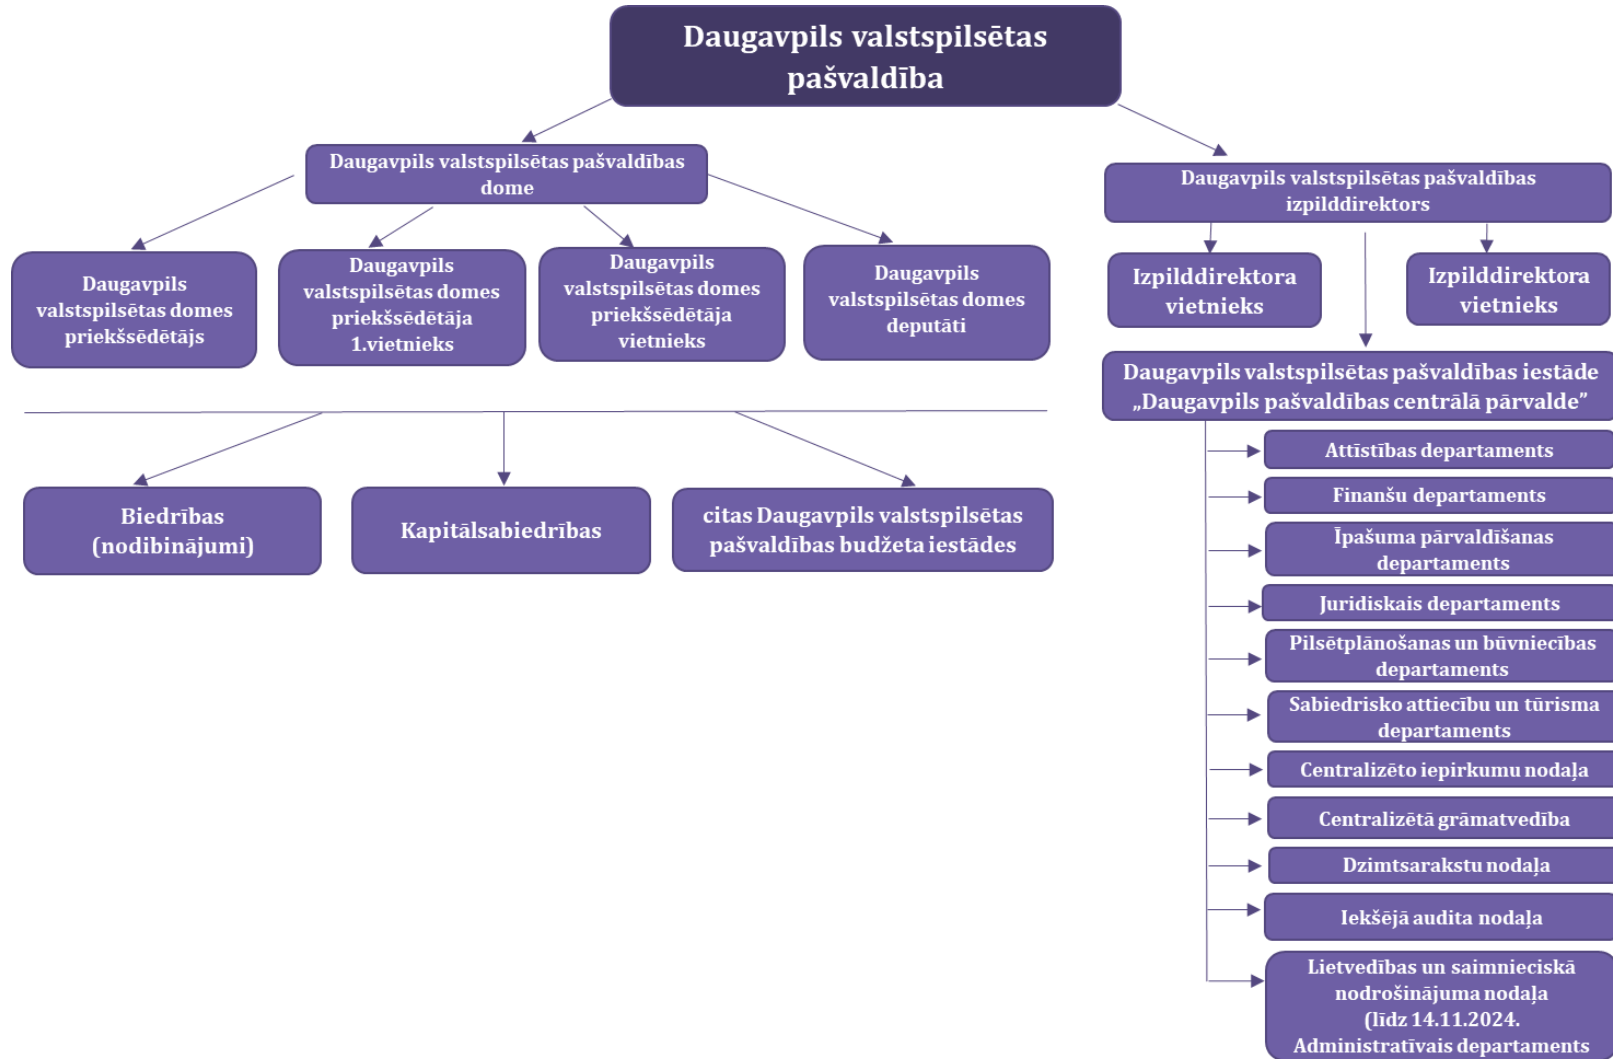 Daugavpils valstspilsētas
pašvaldība
Daugavpils valstspilsētas pašvaldības
dome
Daugavpils valstspilsētas pašvaldības
izpilddirektors
Daugavpils
valstspilsētas domes
priekšsēdētājs
Daugavpils
valstspilsētas domes
priekšsēdētāja
1.vietnieks
Daugavpils
valstspilsētas domes
priekšsēdētāja
vietnieks
Daugavpils
valstspilsētas domes
deputāti
Izpilddirektora
vietnieks
Izpilddirektora
vietnieks
Daugavpils valstspilsētas pašvaldības iestāde
„Daugavpils pašvaldības centrālā pārvalde”
Biedrības
(nodibinājumi)
Kapitālsabiedrības
citas Daugavpils valstspilsētas
pašvaldības budžeta iestādes
Attīstības departaments
Finanšu departaments
Īpašuma pārvaldīšanas
departaments
Juridiskais departaments
Pilsētplānošanas un būvniecības
departaments
Sabiedrisko attiecību un tūrisma
departaments
Centralizēto iepirkumu nodaļa
Centralizētā grāmatvedība
Dzimtsarakstu nodaļa
Iekšējā audita nodaļa
Lietvedības un saimnieciskā
nodrošinājuma nodaļa
(līdz 14.11.2024.
Administratīvais departaments